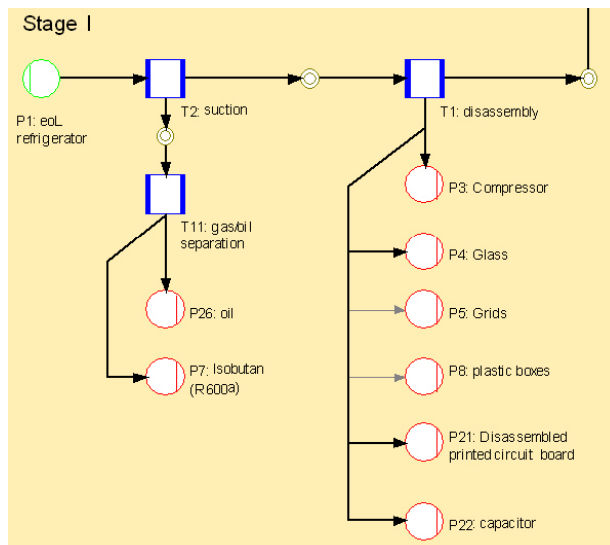 Stage I
P1: eoL
refrigerator
T2: suction
T1: disassembly
T11: gas/oil
separation
P3: Compressor
P4: Glass
P26: oil
P5: Grids
P7: Isobutan
(R600a)
P8: plastic boxes
P21: Disassembled
printed circuit board
P22: capacitor